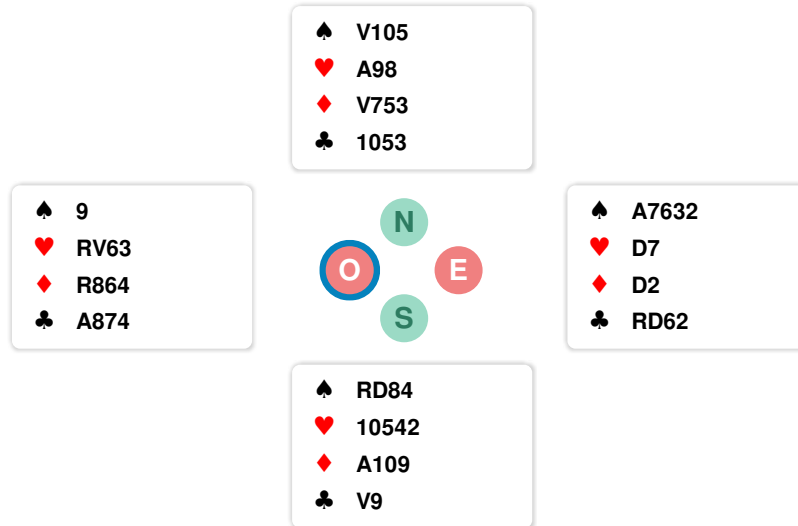 ♠ V105
♥ A98
♦ V753
♣ 1053
♠ 9
♥ RV63
♦ R864
♣ A874
N
O E
S
♠ A7632
♥ D7
♦ D2
♣ RD62
♠ RD84
♥ 10542
♦ A109
♣ V9